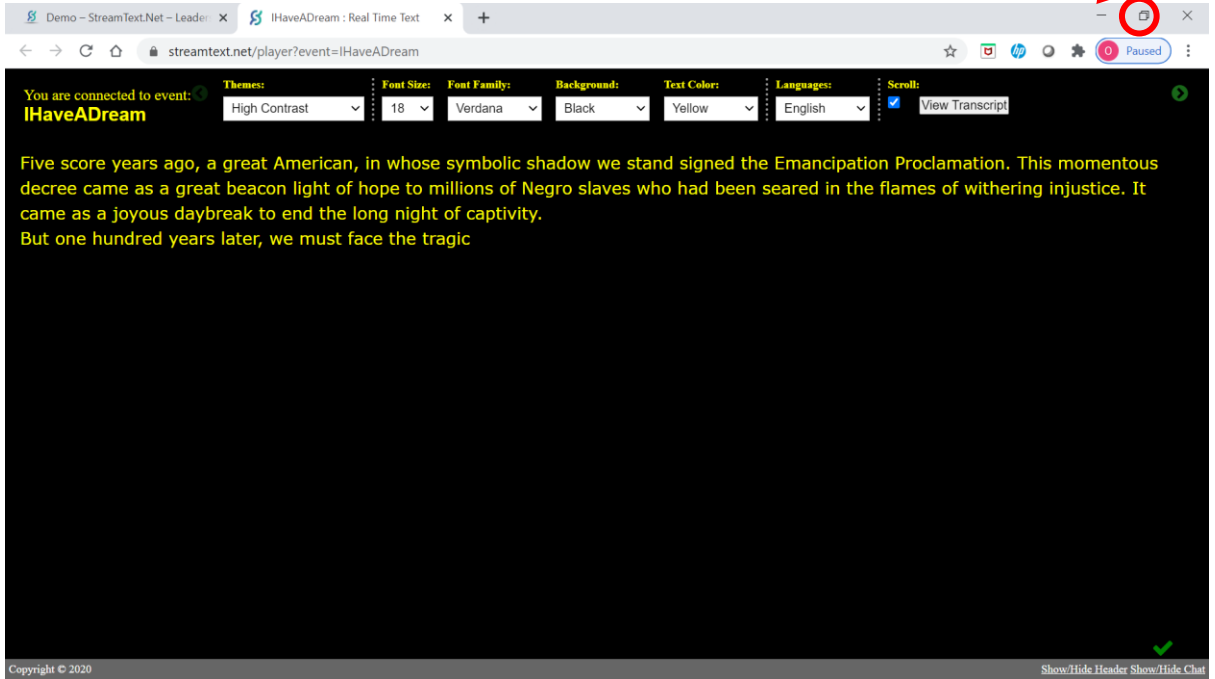 Demo – StreamText.Net – Leader
IHaveADream : Real Time Text
streamtext.net/player?event=IHaveADream
O Paused
You are connected to event:
IHaveADream
Themes:
High Contrast
Font Size:
18
Font Family:
Verdana
Background:
Black
Text Color:
Yellow
Languages:
English
Scroll:
View Transcript
Five score years ago, a great American, in whose symbolic shadow we stand signed the Emancipation Proclamation. This momentous
decree came as a great beacon light of hope to millions of Negro slaves who had been seared in the flames of withering injustice. It
came as a joyous daybreak to end the long night of captivity.
But one hundred years later, we must face the tragic
Copyright © 2020
Show/Hide Header Show/Hide Chat